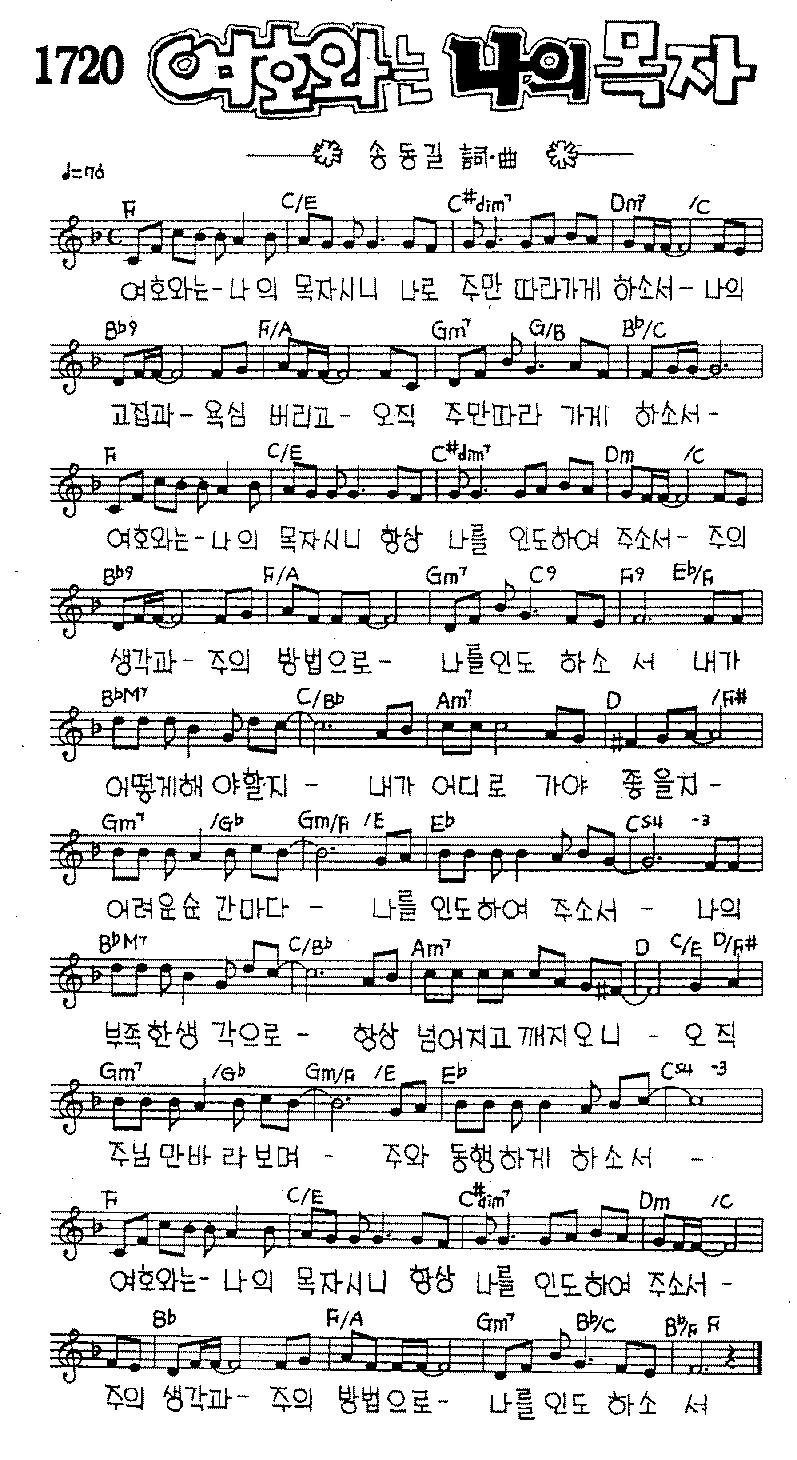 1720 여호와는 나의 목자
송동길 詞·曲
♩=76
F C/E C#dim7 Dm7 /C
여호와는-나의 목자시니 나로 주만 따라가게 하소서-나의
Bb9 F/A Gm7 G/B Bb/C
고집과-욕심 버리고- 오직 주만따라 가게 하소서-
F C/E C#dim7 Dm /C
여호와는-나의 목자시니 항상 나를 인도하여 주소서- 주의
Bb9 F/A Gm7 C9 F9 Eb/F
생각과- 주의 방법으로- 나를인도 하소서 내가
BbM7 C/Bb Am7 D /F#
어떻게해 야할지- 내가 어디로 가야 좋을지-
Gm7 /Gb Gm/F /E Eb Csus4 -3
어려운순 간마다- 나를 인도하여 주소서- 나의
BbM7 C/Bb Am7 D C/E D/F#
부족한생 각으로- 항상 넘어지고 깨지오니- 오직
Gm7 /Gb Gm/F /E Eb Csus4 -3
주님만바 라보며- 주와 동행하게 하소서-
F C/E C#dim7 Dm /C
여호와는-나의 목자시니 항상 나를 인도하여 주소서-
Bb F/A Gm7 Bb/C Bb/F F
주의 생각과- 주의 방법으로- 나를인도 하소서